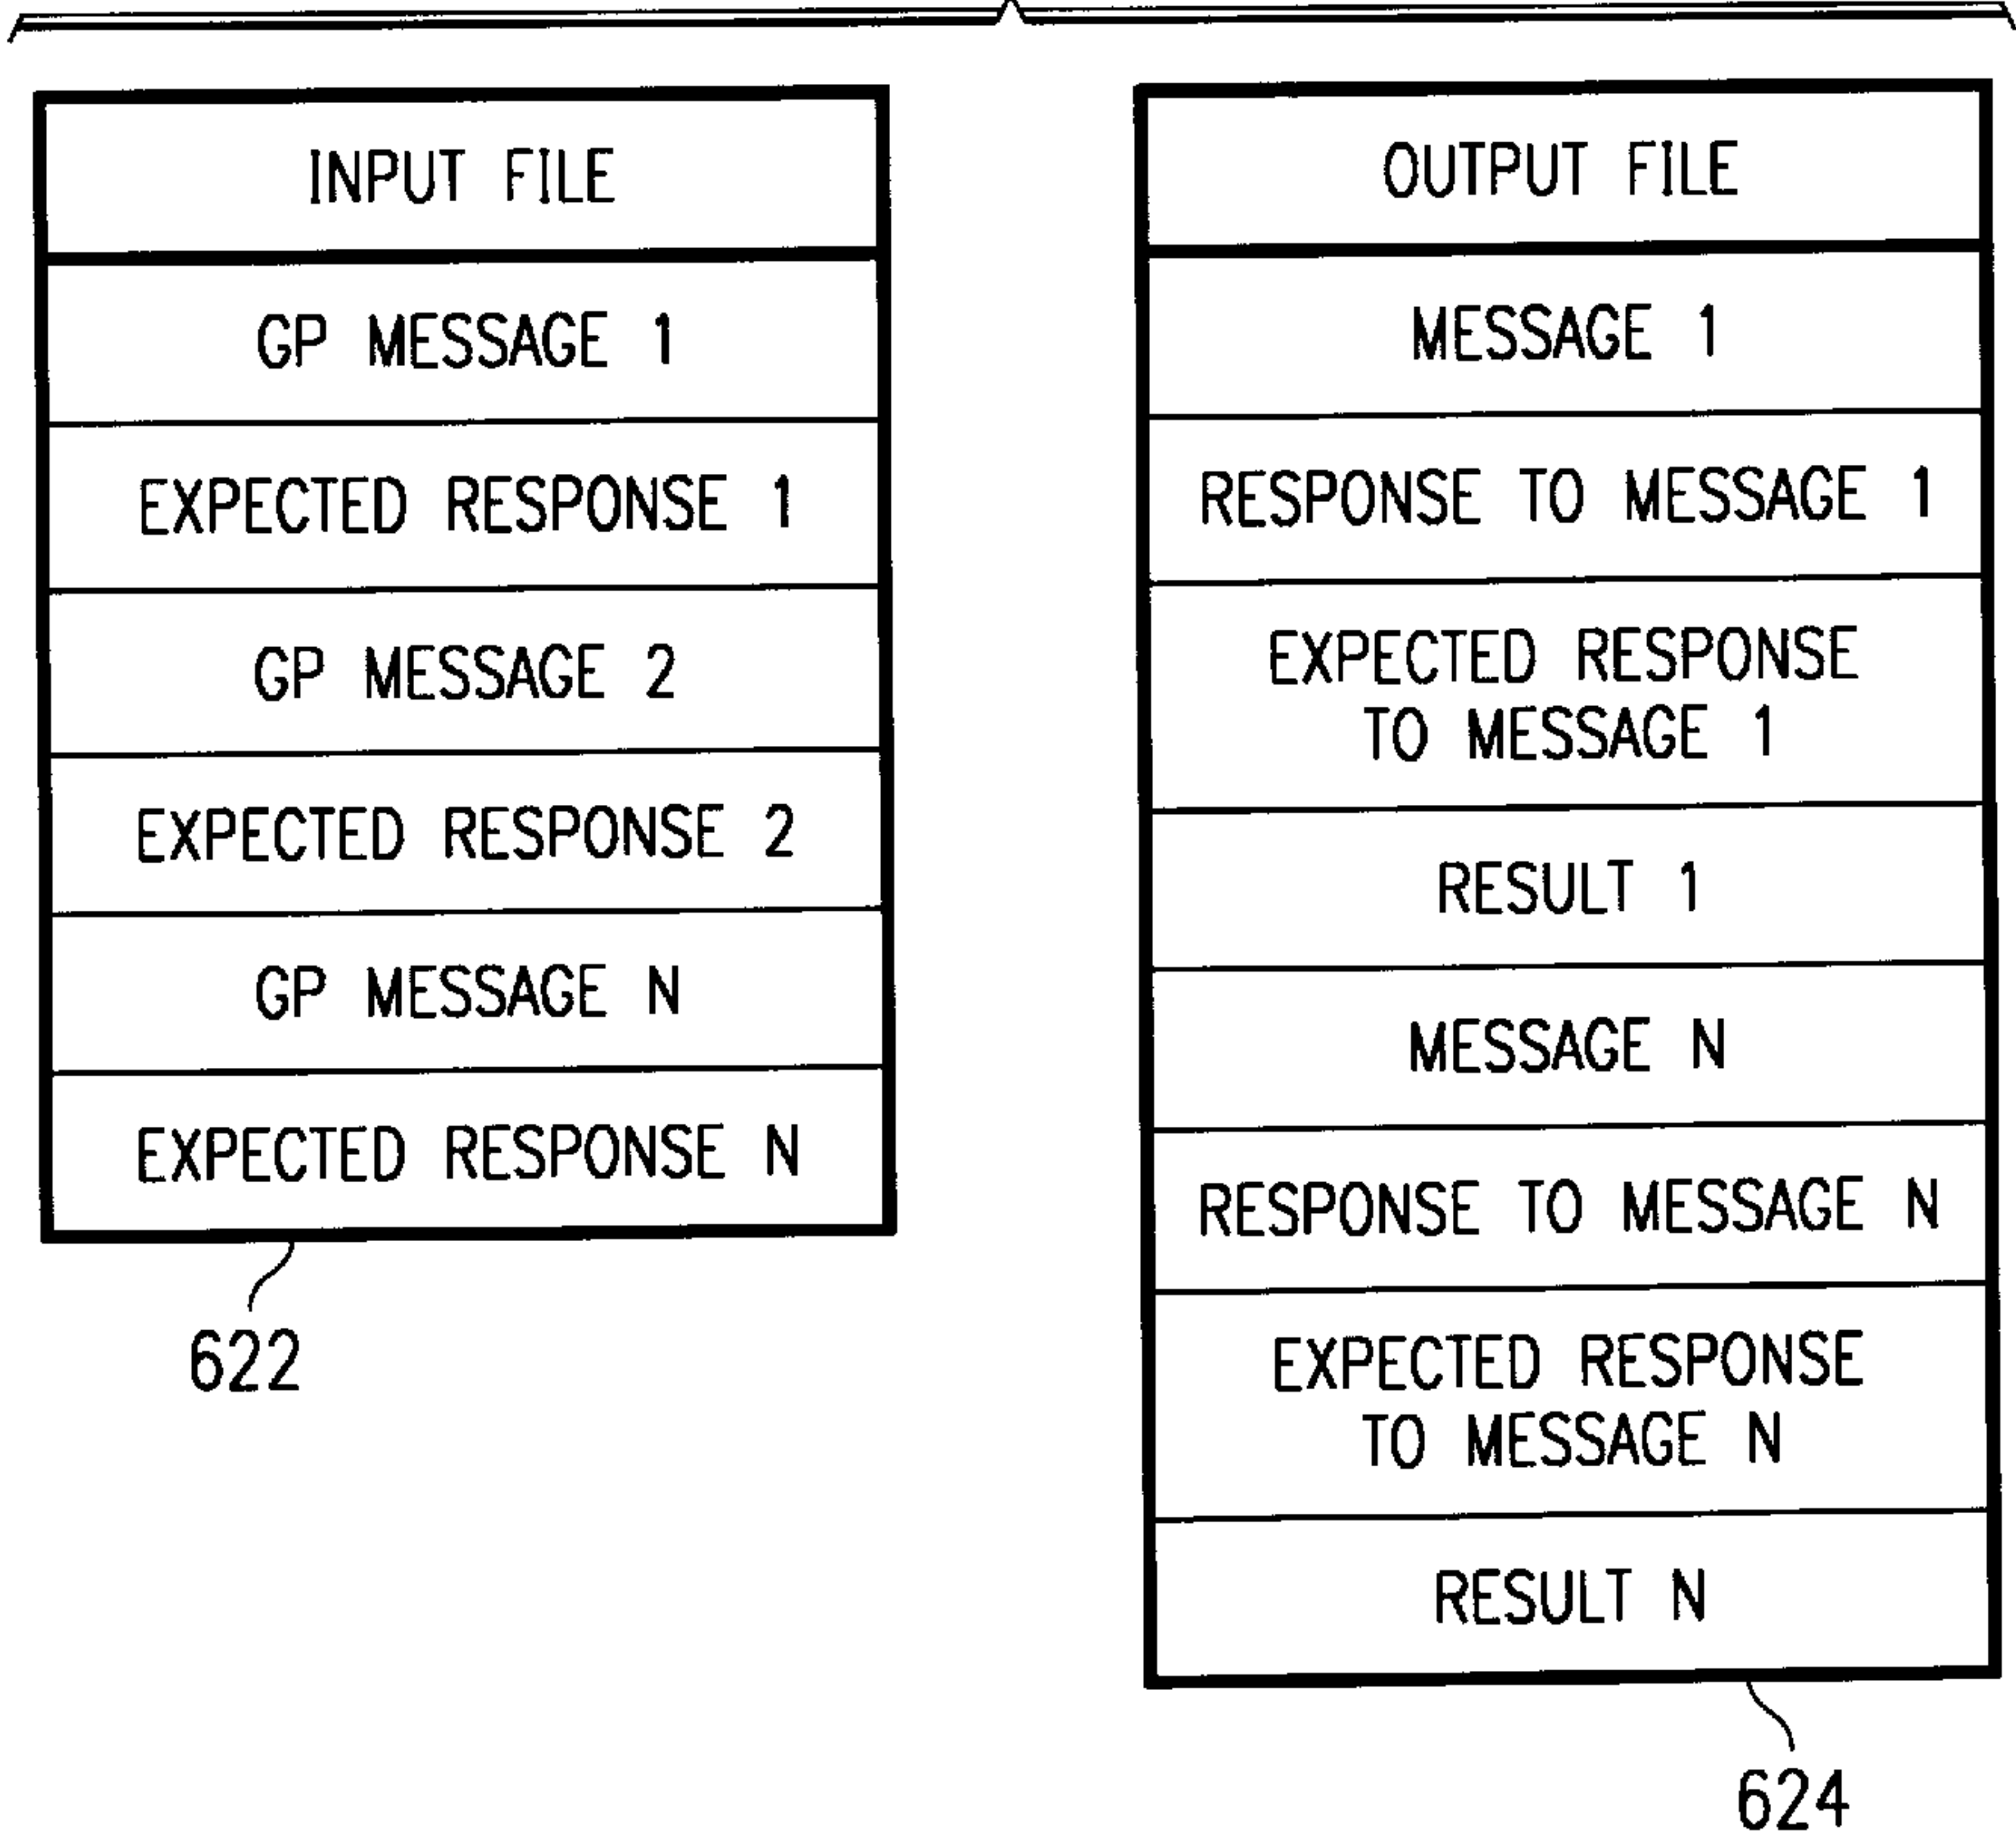 INPUT FILE
GP MESSAGE 1
EXPECTED RESPONSE 1
GP MESSAGE 2
EXPECTED RESPONSE 2
GP MESSAGE N
EXPECTED RESPONSE N
622
OUTPUT FILE
MESSAGE 1
RESPONSE TO MESSAGE 1
EXPECTED RESPONSE
TO MESSAGE 1
RESULT 1
MESSAGE N
RESPONSE TO MESSAGE N
EXPECTED RESPONSE
TO MESSAGE N
RESULT N
624